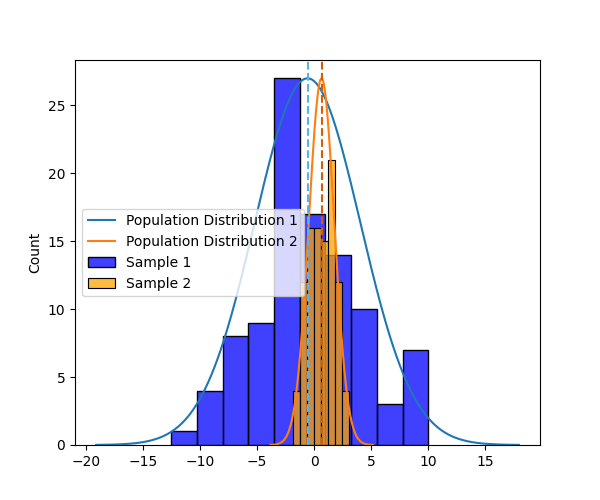 25
20
15
10
5
0
Count
Population Distribution 1
Population Distribution 2
Sample 1
Sample 2
−20 −15 −10 −5 0 5 10 15